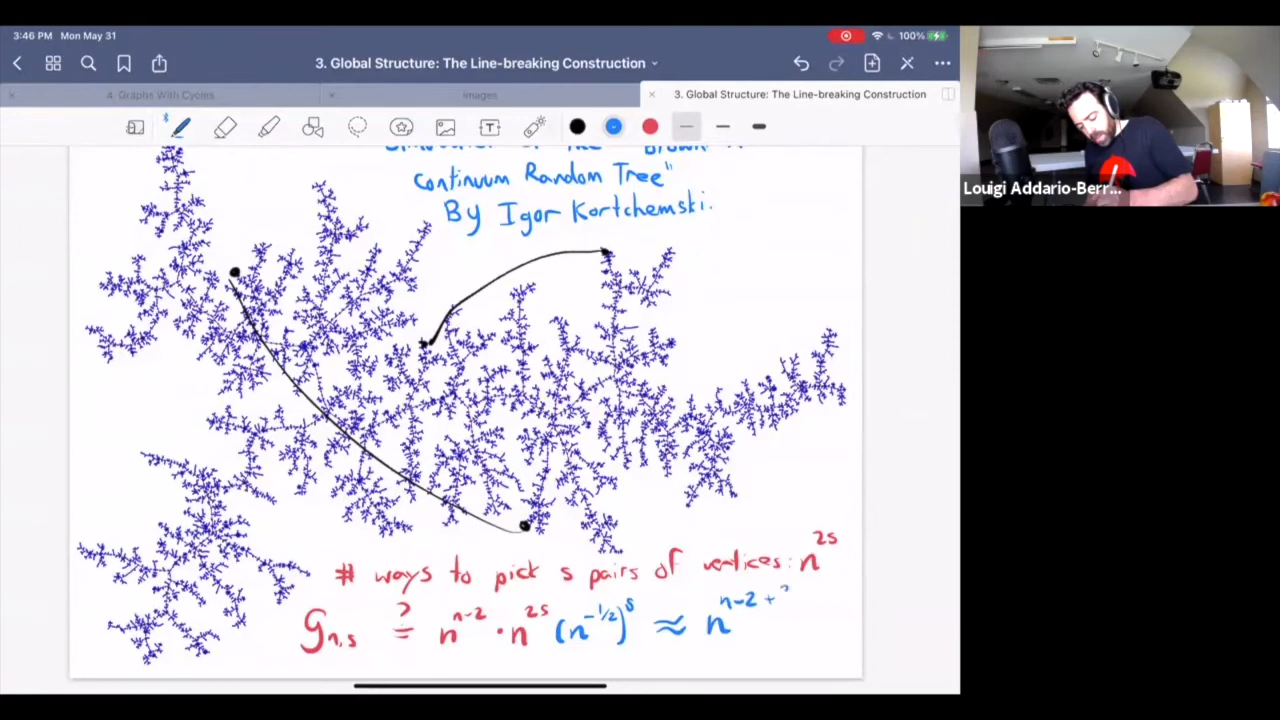 3:46 PM Mon May 31
100%
3. Global Structure: The Line-breaking Construction
4. Graphs With Cycles
Images
3. Global Structure: The Line-breaking Construction
Continuum Random Tree"
By Igor Kortchemski.
Louigi Addario-Berr...
# ways to pick s pairs of vertices: n^2s
g_n,s ?= n^n-2 · n^2s (n^-1/2)^s ≈ n^n-2+